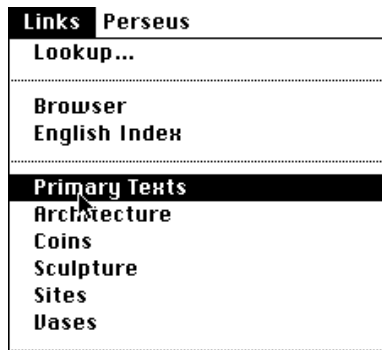 Links Perseus
Lookup...
Browser
English Index
Primary Texts
Architecture
Coins
Sculpture
Sites
Vases